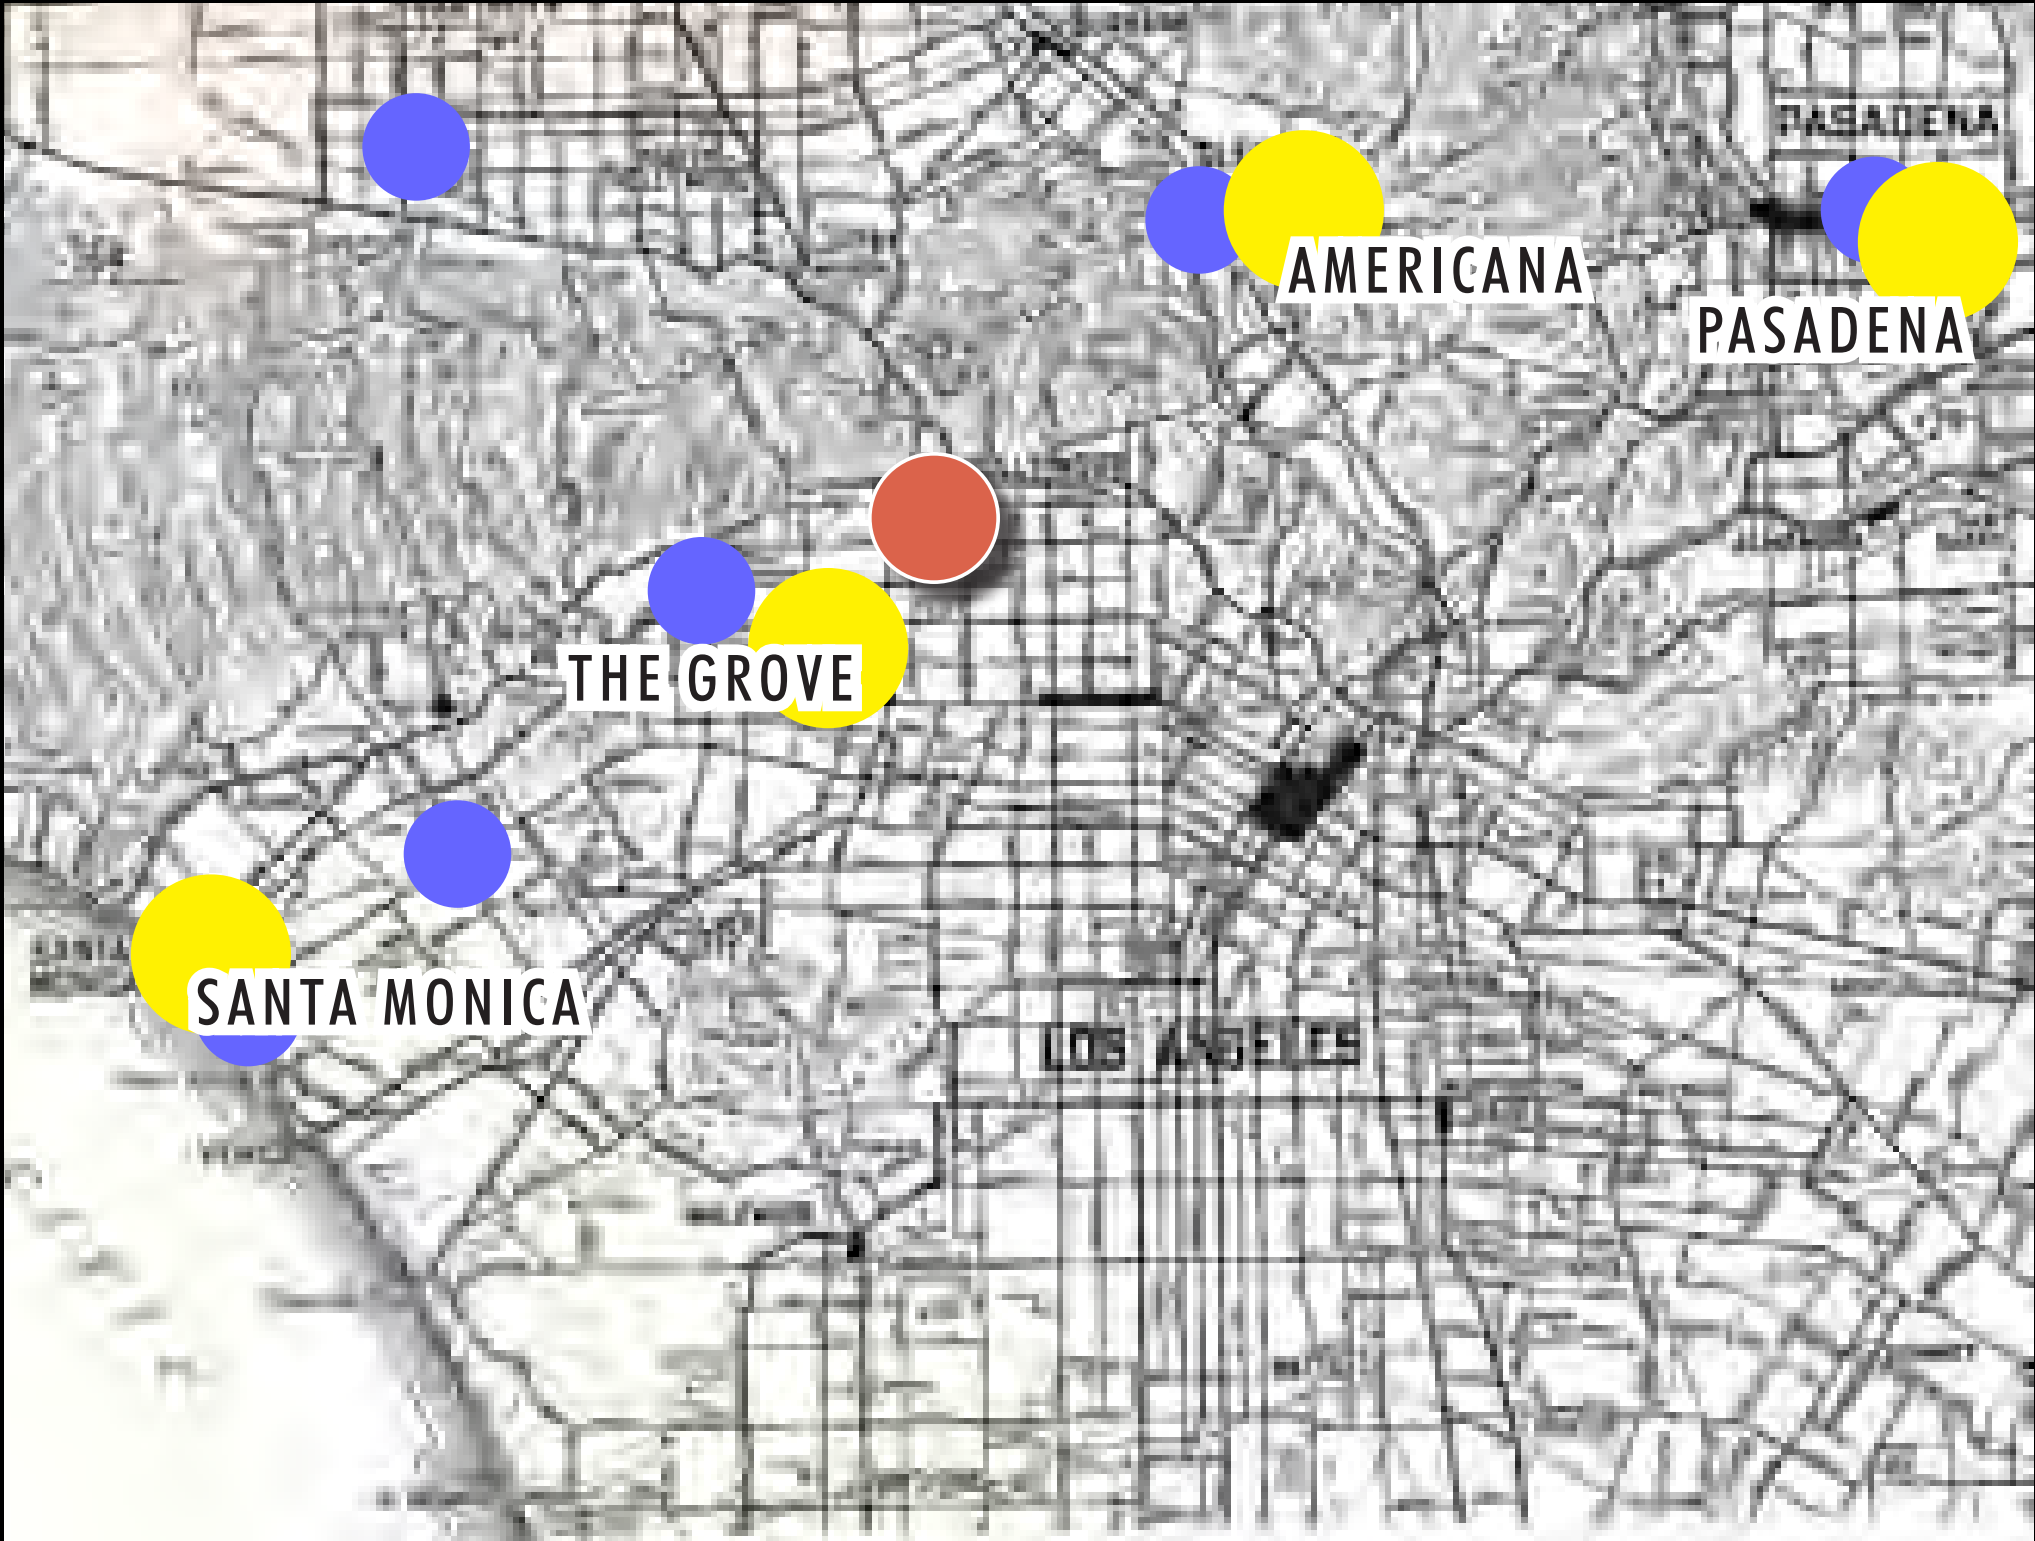 PASADENA
AMERICANA
PASADENA
THE GROVE
SANTA MONICA
LOS ANGELES